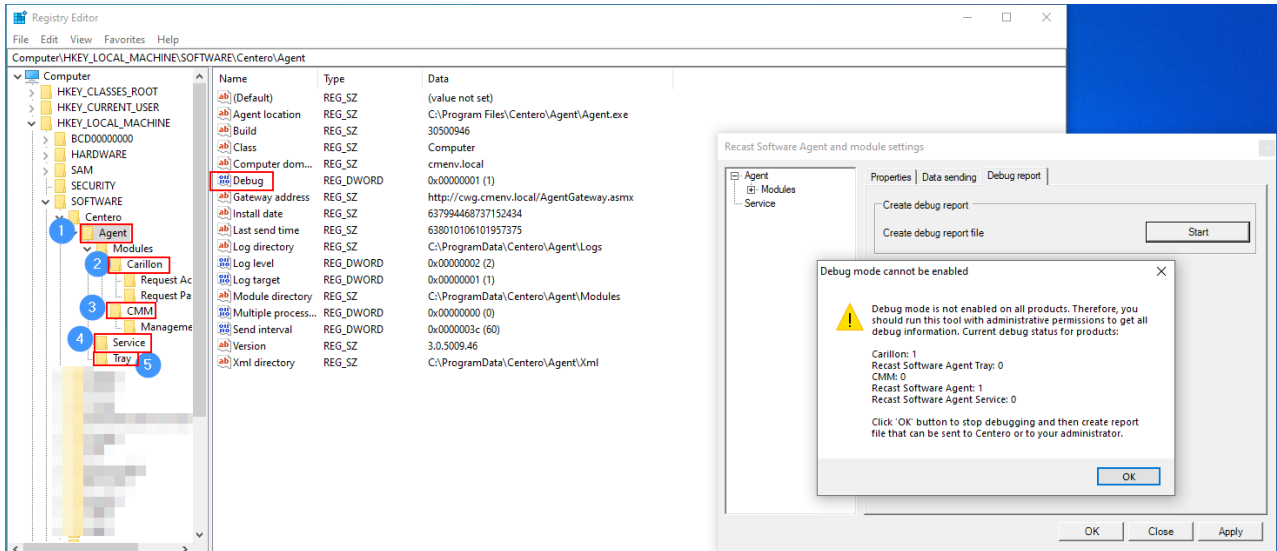 Registry Editor
File Edit View Favorites Help
Computer\HKEY_LOCAL_MACHINE\SOFTWARE\Centero\Agent
Computer
HKEY_CLASSES_ROOT
HKEY_CURRENT_USER
HKEY_LOCAL_MACHINE
BCD00000000
HARDWARE
SAM
SECURITY
SOFTWARE
Centero
1 Agent
Modules
2 Carillon
Request Ac
Request Pa
3 CMM
Manageme
4 Service
Tray 5
Name Type Data
(Default) REG_SZ (value not set)
Agent location REG_SZ C:\Program Files\Centero\Agent\Agent.exe
Build REG_SZ 30500946
Class REG_SZ Computer
Computer dom... REG_SZ cmenv.local
Debug REG_DWORD 0x00000001 (1)
Gateway address REG_SZ http://cwg.cmenv.local/AgentGateway.asmx
Install date REG_SZ 637994468737152434
Last send time REG_SZ 638010106101957375
Log directory REG_SZ C:\ProgramData\Centero\Agent\Logs
Log level REG_DWORD 0x00000002 (2)
Log target REG_DWORD 0x00000001 (1)
Module directory REG_SZ C:\ProgramData\Centero\Agent\Modules
Multiple process... REG_DWORD 0x00000000 (0)
Send interval REG_DWORD 0x0000003c (60)
Version REG_SZ 3.0.5009.46
Xml directory REG_SZ C:\ProgramData\Centero\Agent\Xml
Recast Software Agent and module settings
Agent
Modules
Service
Properties Data sending Debug report
Create debug report
Create debug report file Start
Debug mode cannot be enabled
Debug mode is not enabled on all products. Therefore, you
should run this tool with administrative permissions to get all
debug information. Current debug status for products:
Carillon: 1
Recast Software Agent Tray: 0
CMM: 0
Recast Software Agent: 1
Recast Software Agent Service: 0
Click 'OK' button to stop debugging and then create report
file that can be sent to Centero or to your administrator.
OK
OK Close Apply